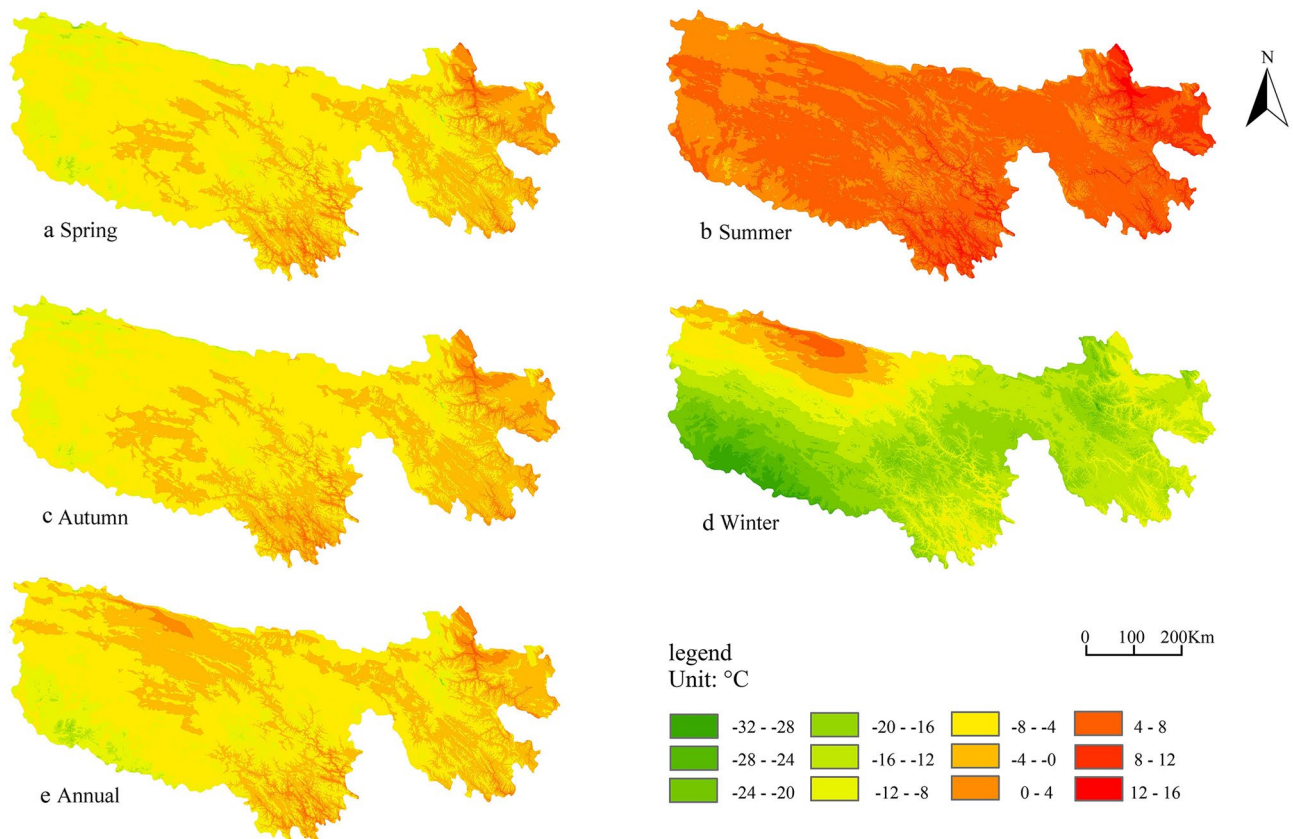 N
a Spring
b Summer
c Autumn
d Winter
e Annual
0 100 200Km
legend
Unit: °C
-32 - -28
-20 - -16
-8 - -4
4 - 8
-28 - -24
-16 - -12
-4 - -0
8 - 12
-24 - -20
-12 - -8
0 - 4
12 - 16